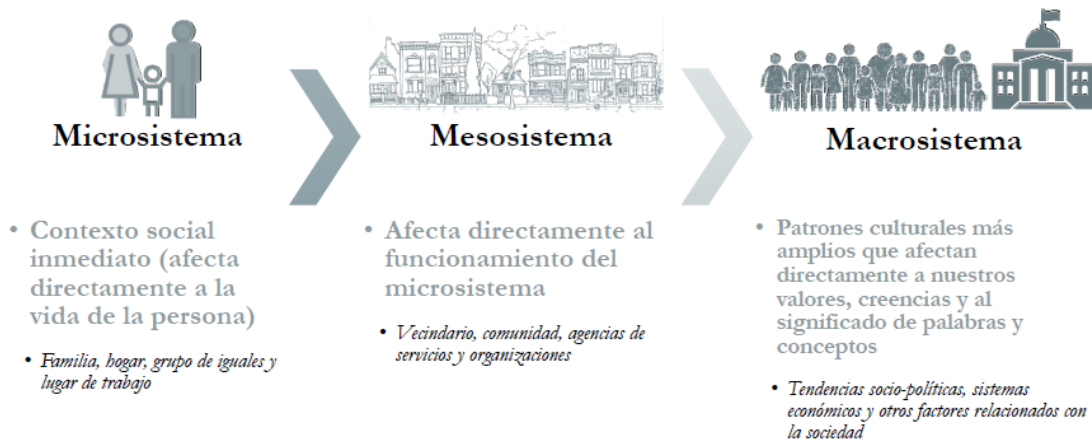 Microsistema
• Contexto social
inmediato (afecta
directamente a la
vida de la persona)
• Familia, hogar, grupo de iguales y
lugar de trabajo
Mesosistema
• Afecta directamente al
funcionamiento del
microsistema
• Vecindario, comunidad, agencias de
servicios y organizaciones
Macrosistema
• Patrones culturales más
amplios que afectan
directamente a nuestros
valores, creencias y al
significado de palabras y
conceptos
• Tendencias socio-políticas, sistemas
económicos y otros factores relacionados con
la sociedad